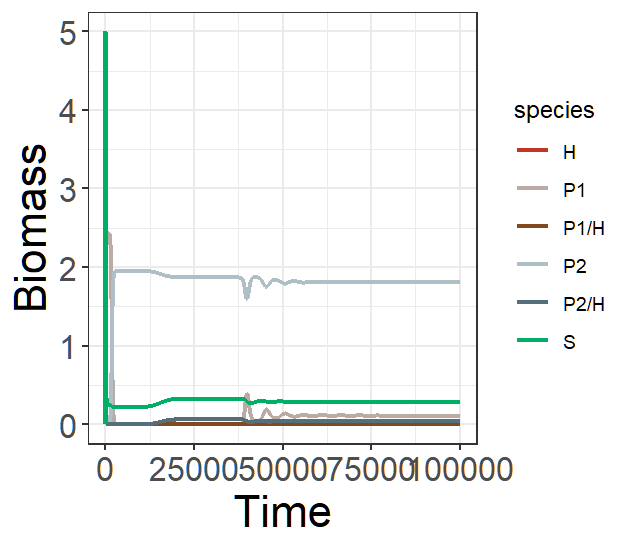 Biomass
5
4
3
2
1
0
0 25000 50000 75000 100000
Time
species
H
P1
P1/H
P2
P2/H
S